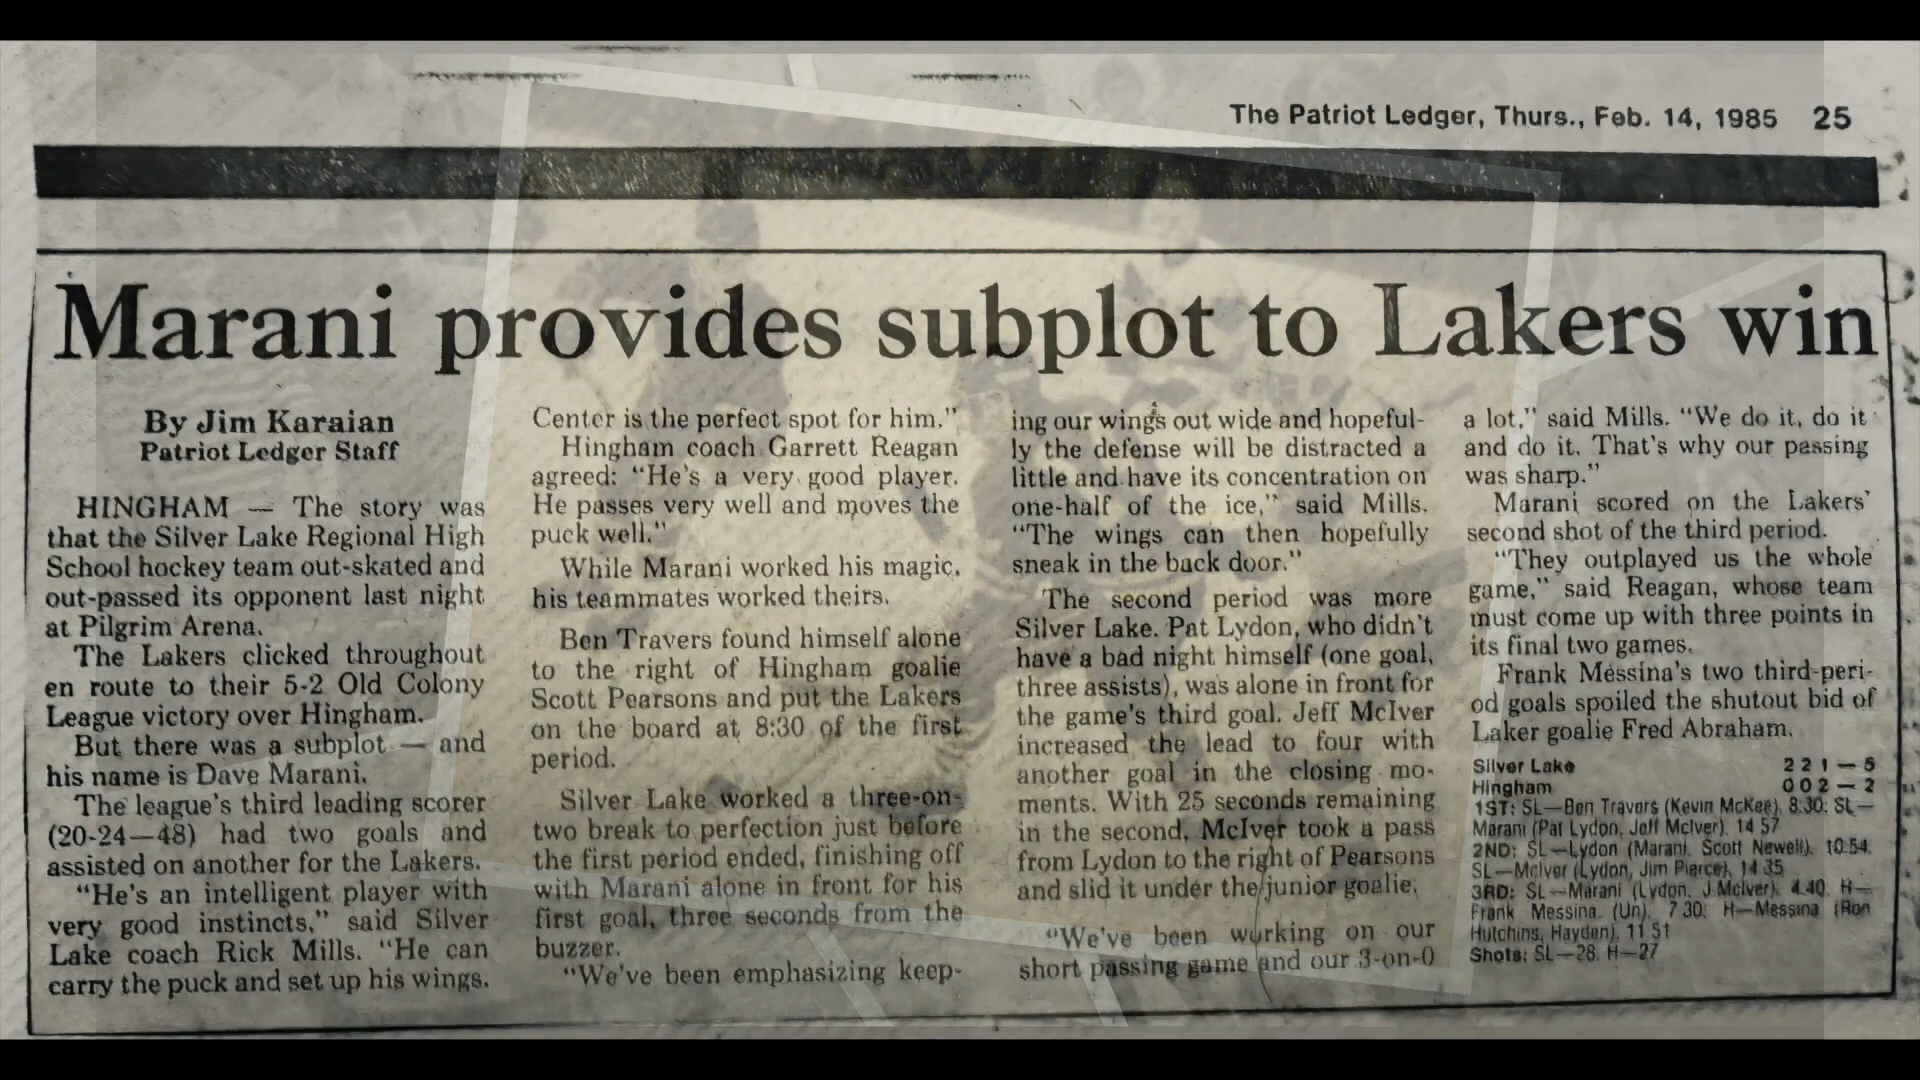 The Patriot Ledger, Thurs., Feb. 14, 1985 25
Marani provides subplot to Lakers win
By Jim Karaian
Patriot Ledger Staff
HINGHAM — The story was
that the Silver Lake Regional High
School hockey team out-skated and
out-passed its opponent last night
at Pilgrim Arena.
The Lakers clicked throughout
en route to their 5-2 Old Colony
League victory over Hingham.
But there was a subplot — and
his name is Dave Marani.
The league's third leading scorer
(20-24—48) had two goals and
assisted on another for the Lakers.
"He's an intelligent player with
very good instincts," said Silver
Lake coach Rick Mills. "He can
carry the puck and set up his wings.
Center is the perfect spot for him."
Hingham coach Garrett Reagan
agreed: "He's a very good player.
He passes very well and moves the
puck well."
While Marani worked his magic,
his teammates worked theirs.
Ben Travers found himself alone
to the right of Hingham goalie
Scott Pearsons and put the Lakers
on the board at 8:30 of the first
period.
Silver Lake worked a three-on-
two break to perfection just before
the first period ended, finishing off
with Marani alone in front for his
first goal, three seconds from the
buzzer.
"We've been emphasizing keep-
ing our wings out wide and hopeful-
ly the defense will be distracted a
little and have its concentration on
one-half of the ice," said Mills.
"The wings can then hopefully
sneak in the back door."
The second period was more
Silver Lake. Pat Lydon, who didn't
have a bad night himself (one goal,
three assists), was alone in front for
the game's third goal. Jeff McIver
increased the lead to four with
another goal in the closing mo-
ments. With 25 seconds remaining
in the second, McIver took a pass
from Lydon to the right of Pearsons
and slid it under the junior goalie.
"We've been working on our
short passing game and our 3-on-0
a lot," said Mills. "We do it, do it
and do it. That's why our passing
was sharp."
Marani scored on the Lakers'
second shot of the third period.
"They outplayed us the whole
game," said Reagan, whose team
must come up with three points in
its final two games.
Frank Messina's two third-peri-
od goals spoiled the shutout bid of
Laker goalie Fred Abraham.
Silver Lake 2 2 1 — 5
Hingham 0 0 2 — 2
1ST: SL—Ben Travers (Kevin McKee), 8:30; SL—
Marani (Pat Lydon, Jeff McIver), 14:57
2ND: SL—Lydon (Marani, Scott Newell), 10:54.
SL—McIver (Lydon, Jim Pierce), 14:35
3RD: SL—Marani (Lydon, J.McIver), 4:40. H—
Frank Messina (Un), 7:30; H—Messina (Ron
Hutchins, Hayden), 11:51
Shots: SL—28, H—27